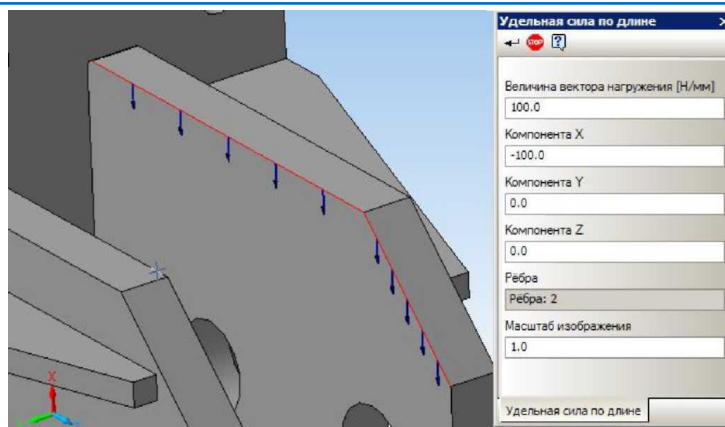 Удельная сила по длине
STOP
Величина вектора нагружения [Н/мм]
100.0
Компонента X
-100.0
Компонента Y
0.0
Компонента Z
0.0
Рёбра
Рёбра: 2
Масштаб изображения
1.0
Удельная сила по длине
X